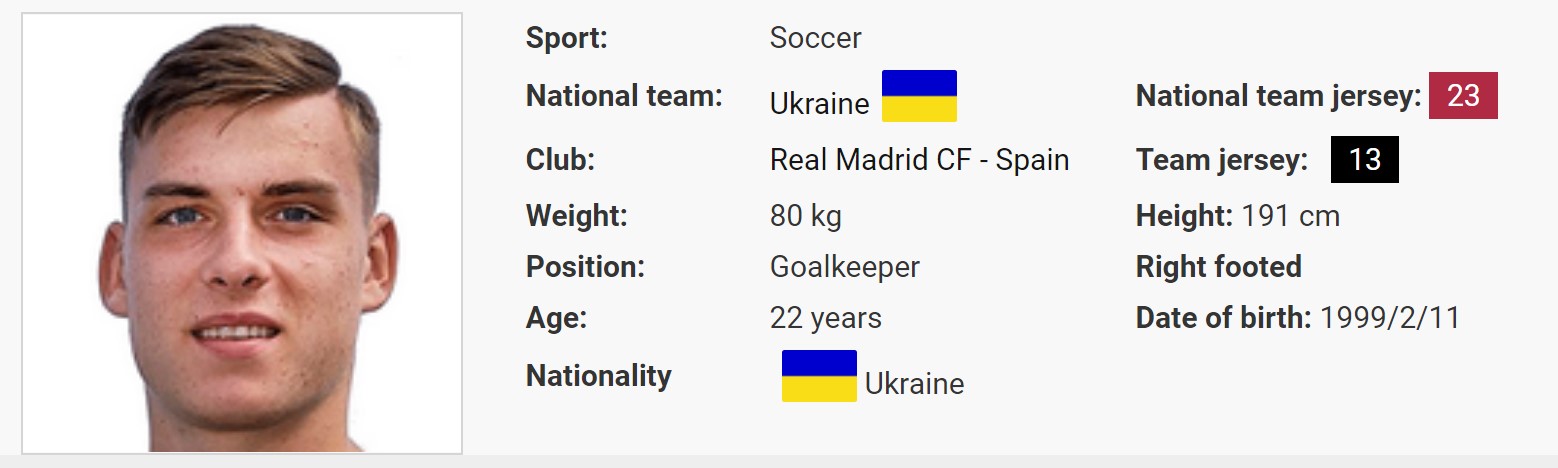 Sport: Soccer
National team: Ukraine National team jersey: 23
Club: Real Madrid CF - Spain Team jersey: 13
Weight: 80 kg Height: 191 cm
Position: Goalkeeper Right footed
Age: 22 years Date of birth: 1999/2/11
Nationality Ukraine